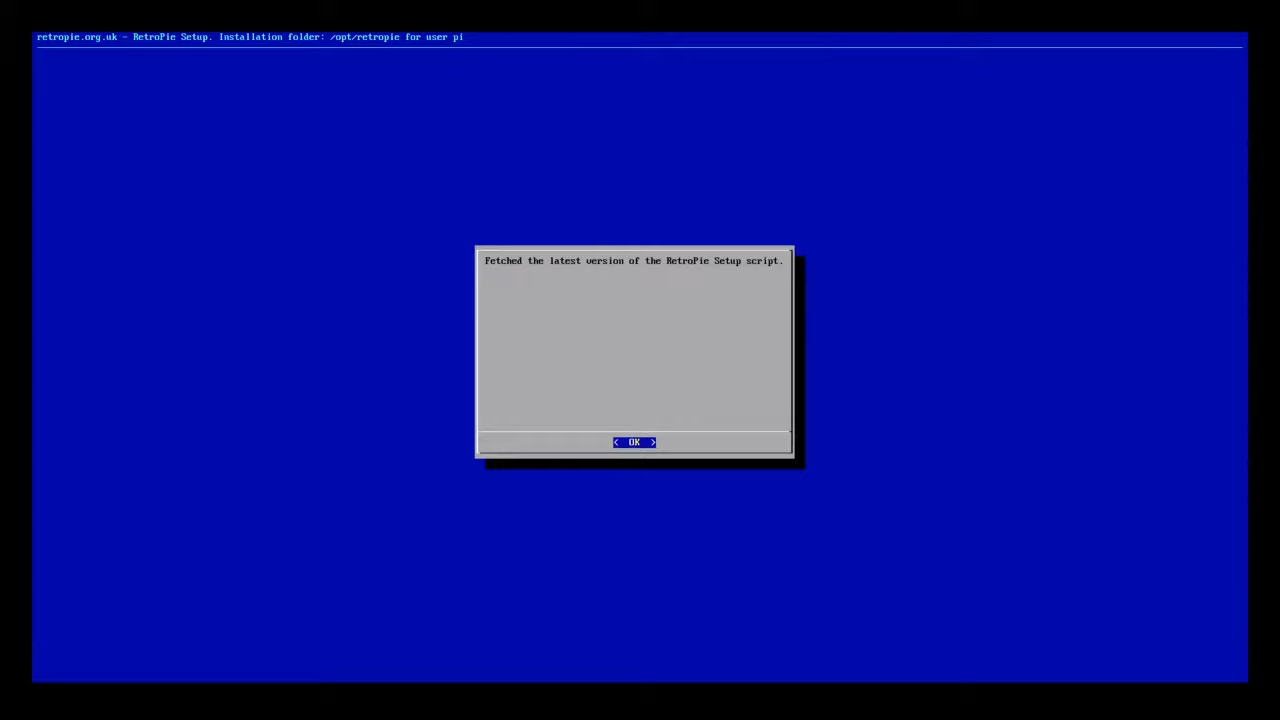 retropie.org.uk - RetroPie Setup. Installation folder: /opt/retropie for user pi
Fetched the latest version of the RetroPie Setup script.
< OK >